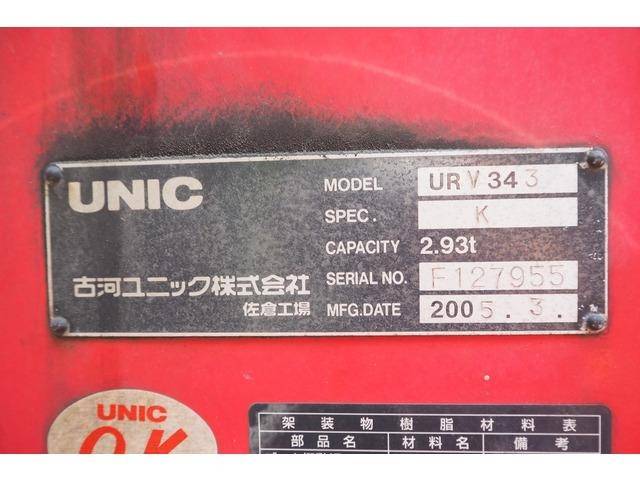 UNIC
MODEL URV343
SPEC. K
CAPACITY 2.93t
SERIAL NO. F127955
MFG.DATE 2005.3.
古河ユニック株式会社
佐倉工場
UNIC
OK
架装物樹脂材料表
部品名 材料名 備考